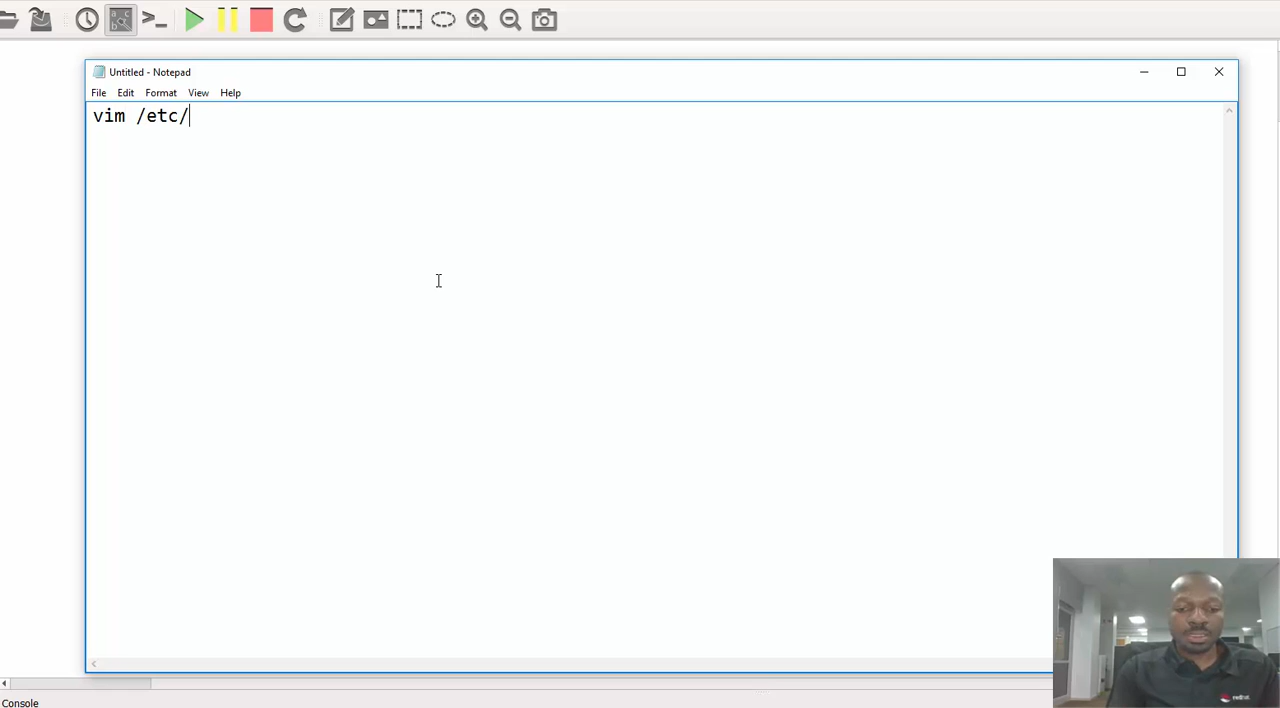 Untitled - Notepad
File Edit Format View Help
vim /etc/
Console